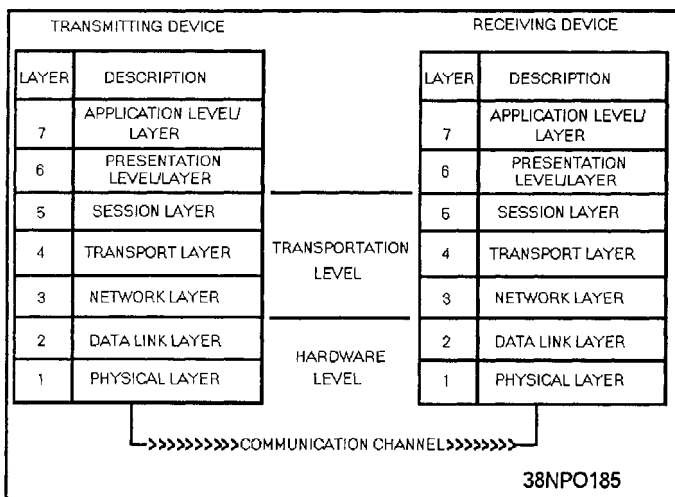 TRANSMITTING DEVICE
LAYER DESCRIPTION
7 APPLICATION LEVEL/
LAYER
6 PRESENTATION
LEVEL/LAYER
5 SESSION LAYER
4 TRANSPORT LAYER
3 NETWORK LAYER
2 DATA LINK LAYER
1 PHYSICAL LAYER
TRANSPORTATION
LEVEL
HARDWARE
LEVEL
RECEIVING DEVICE
LAYER DESCRIPTION
7 APPLICATION LEVEL/
LAYER
6 PRESENTATION
LEVEL/LAYER
5 SESSION LAYER
4 TRANSPORT LAYER
3 NETWORK LAYER
2 DATA LINK LAYER
1 PHYSICAL LAYER
>>>>>>>>>>COMMUNICATION CHANNEL>>>>>>>>
38NPO185